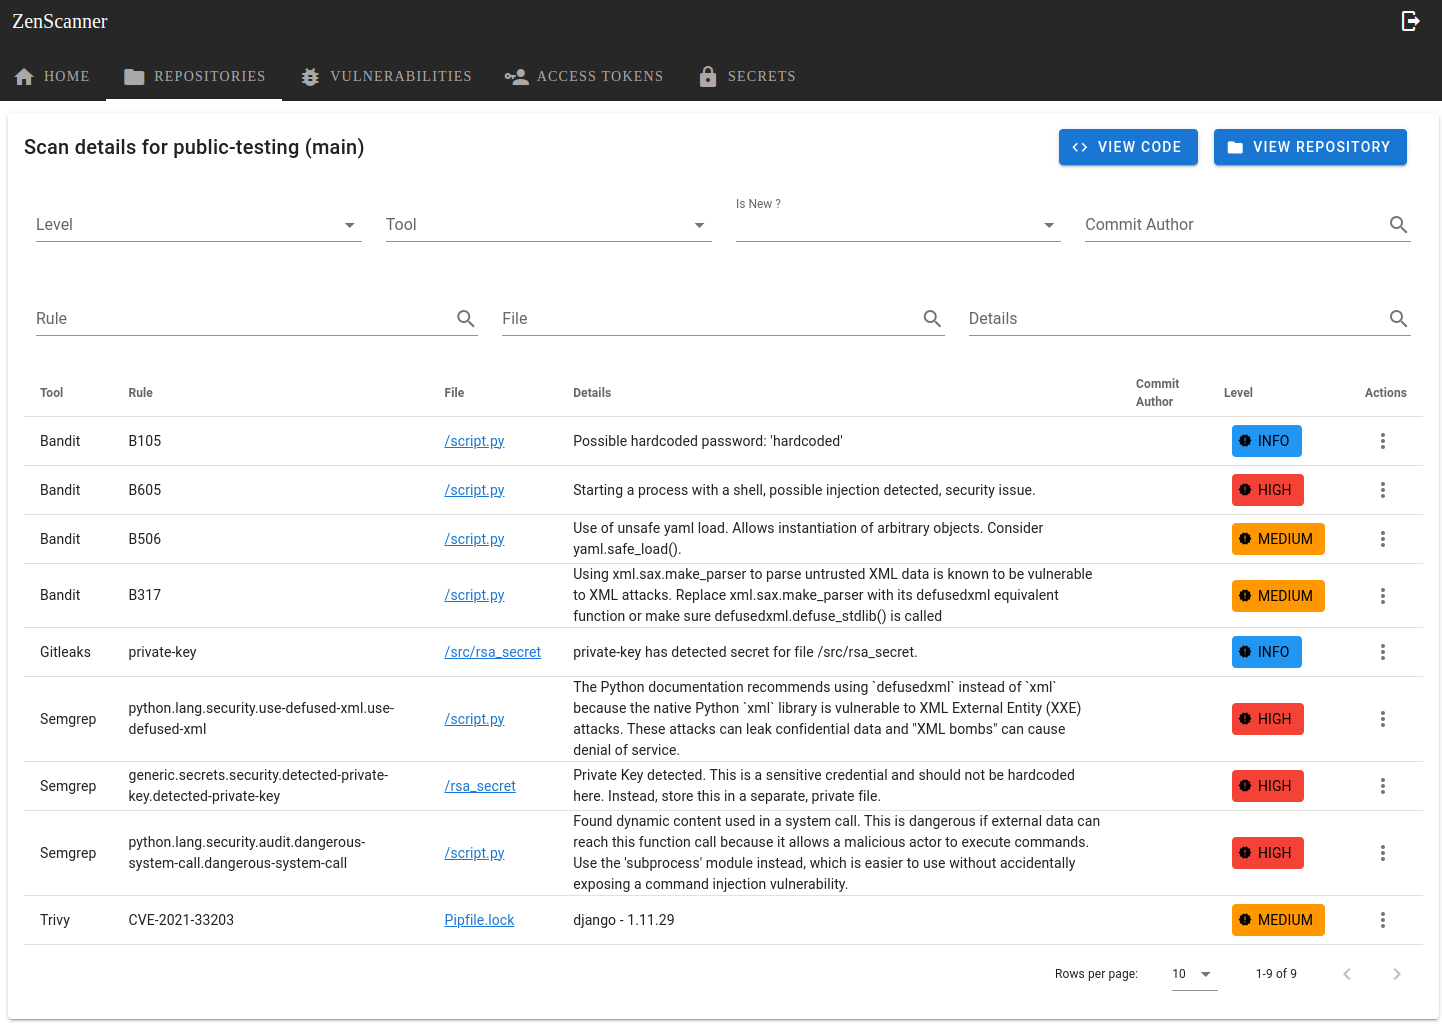 ZenScanner
HOME REPOSITORIES VULNERABILITIES ACCESS TOKENS SECRETS
Scan details for public-testing (main) VIEW CODE VIEW REPOSITORY
Is New ?
Level Tool Commit Author
Rule File Details
Tool Rule File Details Commit Author Level Actions
Bandit B105 /script.py Possible hardcoded password: 'hardcoded' INFO
Bandit B605 /script.py Starting a process with a shell, possible injection detected, security issue. HIGH
Bandit B506 /script.py Use of unsafe yaml load. Allows instantiation of arbitrary objects. Consider
yaml.safe_load(). MEDIUM
Bandit B317 /script.py Using xml.sax.make_parser to parse untrusted XML data is known to be vulnerable
to XML attacks. Replace xml.sax.make_parser with its defusedxml equivalent
function or make sure defusedxml.defuse_stdlib() is called MEDIUM
Gitleaks private-key /src/rsa_secret private-key has detected secret for file /src/rsa_secret. INFO
Semgrep python.lang.security.use-defused-xml.use-
defused-xml /script.py The Python documentation recommends using `defusedxml` instead of `xml`
because the native Python `xml` library is vulnerable to XML External Entity (XXE)
attacks. These attacks can leak confidential data and "XML bombs" can cause
denial of service. HIGH
Semgrep generic.secrets.security.detected-private-
key.detected-private-key /rsa_secret Private Key detected. This is a sensitive credential and should not be hardcoded
here. Instead, store this in a separate, private file. HIGH
Semgrep python.lang.security.audit.dangerous-
system-call.dangerous-system-call /script.py Found dynamic content used in a system call. This is dangerous if external data can
reach this function call because it allows a malicious actor to execute commands.
Use the 'subprocess' module instead, which is easier to use without accidentally
exposing a command injection vulnerability. HIGH
Trivy CVE-2021-33203 Pipfile.lock django - 1.11.29 MEDIUM
Rows per page: 10 1-9 of 9